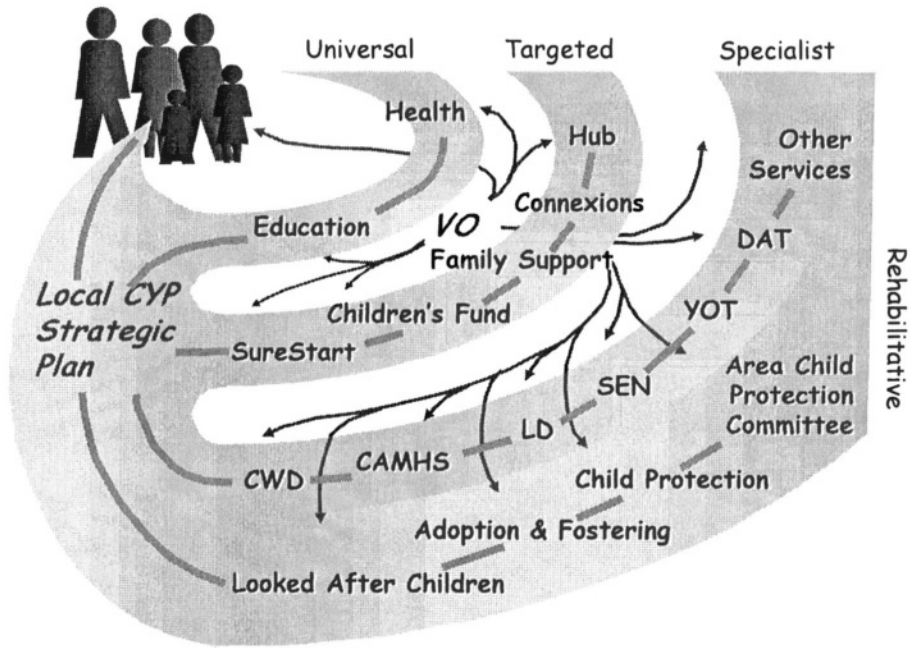 Universal
Targeted
Specialist
Health
Hub
Other
Services
Education
VO
Connexions
DAT
Family Support
Local CYP
Strategic
Plan
Children's Fund
YOT
SureStart
SEN
Area Child
Protection
Committee
Rehabilitative
LD
CAMHS
CWD
Child Protection
Adoption & Fostering
Looked After Children